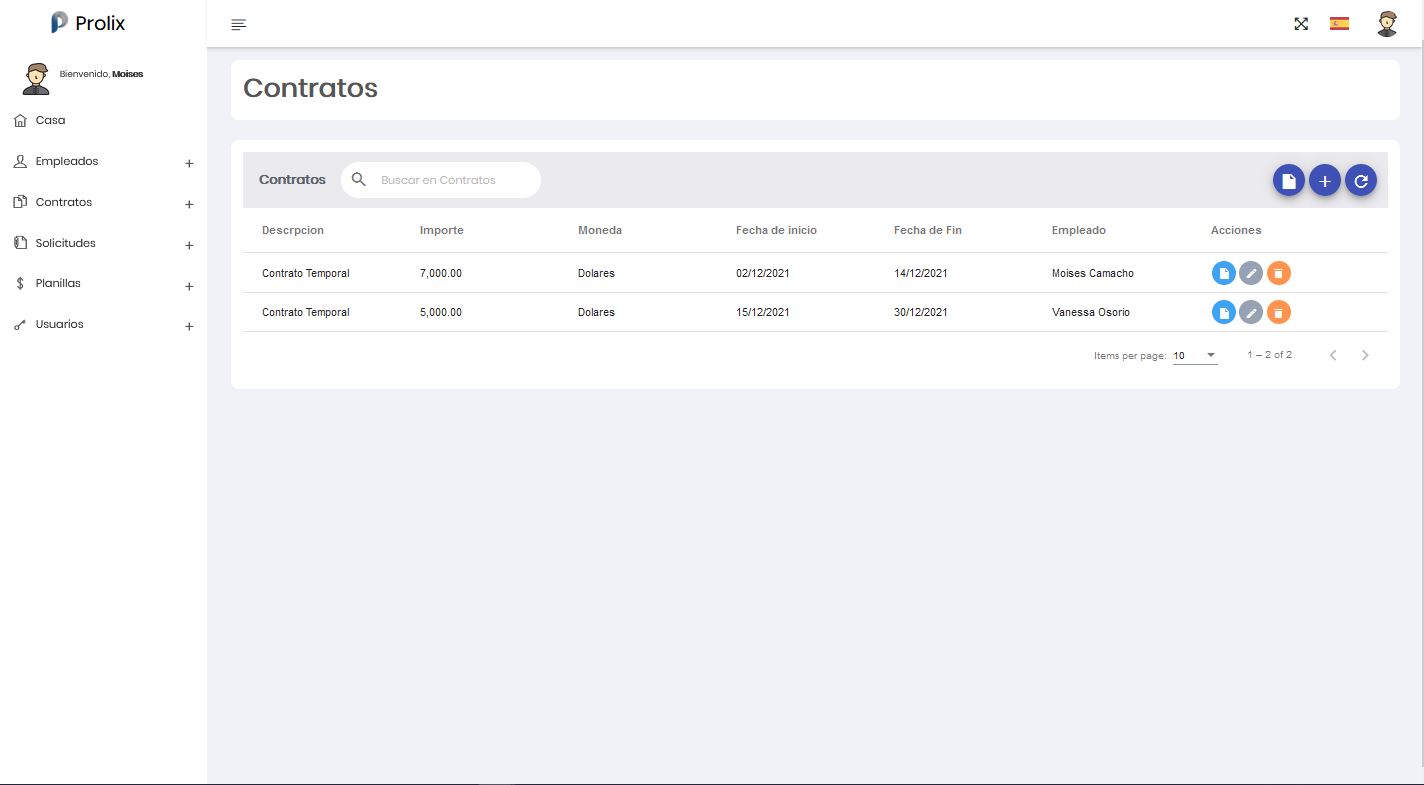 Prolix
Bienvenido, Moises
Casa
Empleados
Contratos
Solicitudes
Planillas
Usuarios
Contratos
Contratos Buscar en Contratos
Descrpcion Importe Moneda Fecha de inicio Fecha de Fin Empleado Acciones
Contrato Temporal 7,000.00 Dolares 02/12/2021 14/12/2021 Moises Camacho
Contrato Temporal 5,000.00 Dolares 15/12/2021 30/12/2021 Vanessa Osorio
Items per page: 10 1 – 2 of 2